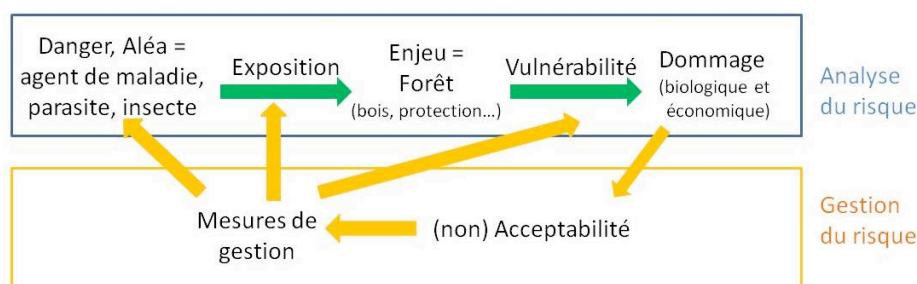 Danger, Aléa =
agent de maladie,
parasite, insecte
Exposition
Enjeu =
Forêt
(bois, protection...)
Vulnérabilité
Dommage
(biologique et
économique)
Analyse
du risque
Mesures de
gestion
(non) Acceptabilité
Gestion
du risque